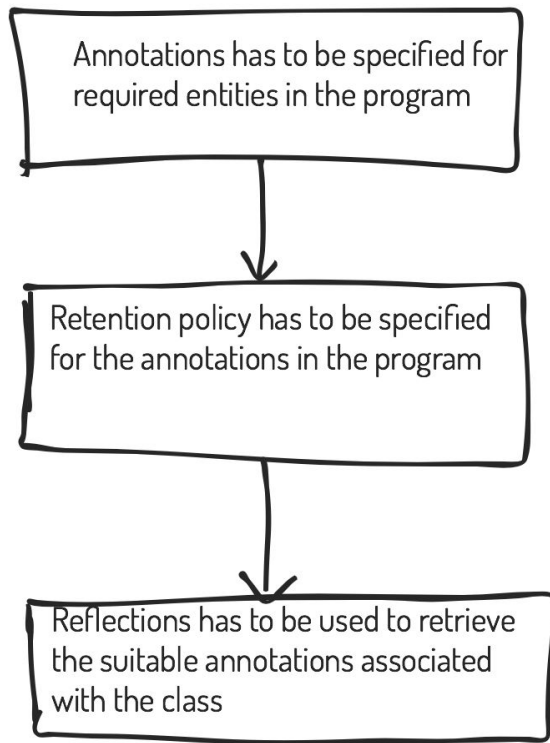 Annotations has to be specified for
required entities in the program
Retention policy has to be specified
for the annotations in the program
Reflections has to be used to retrieve
the suitable annotations associated
with the class